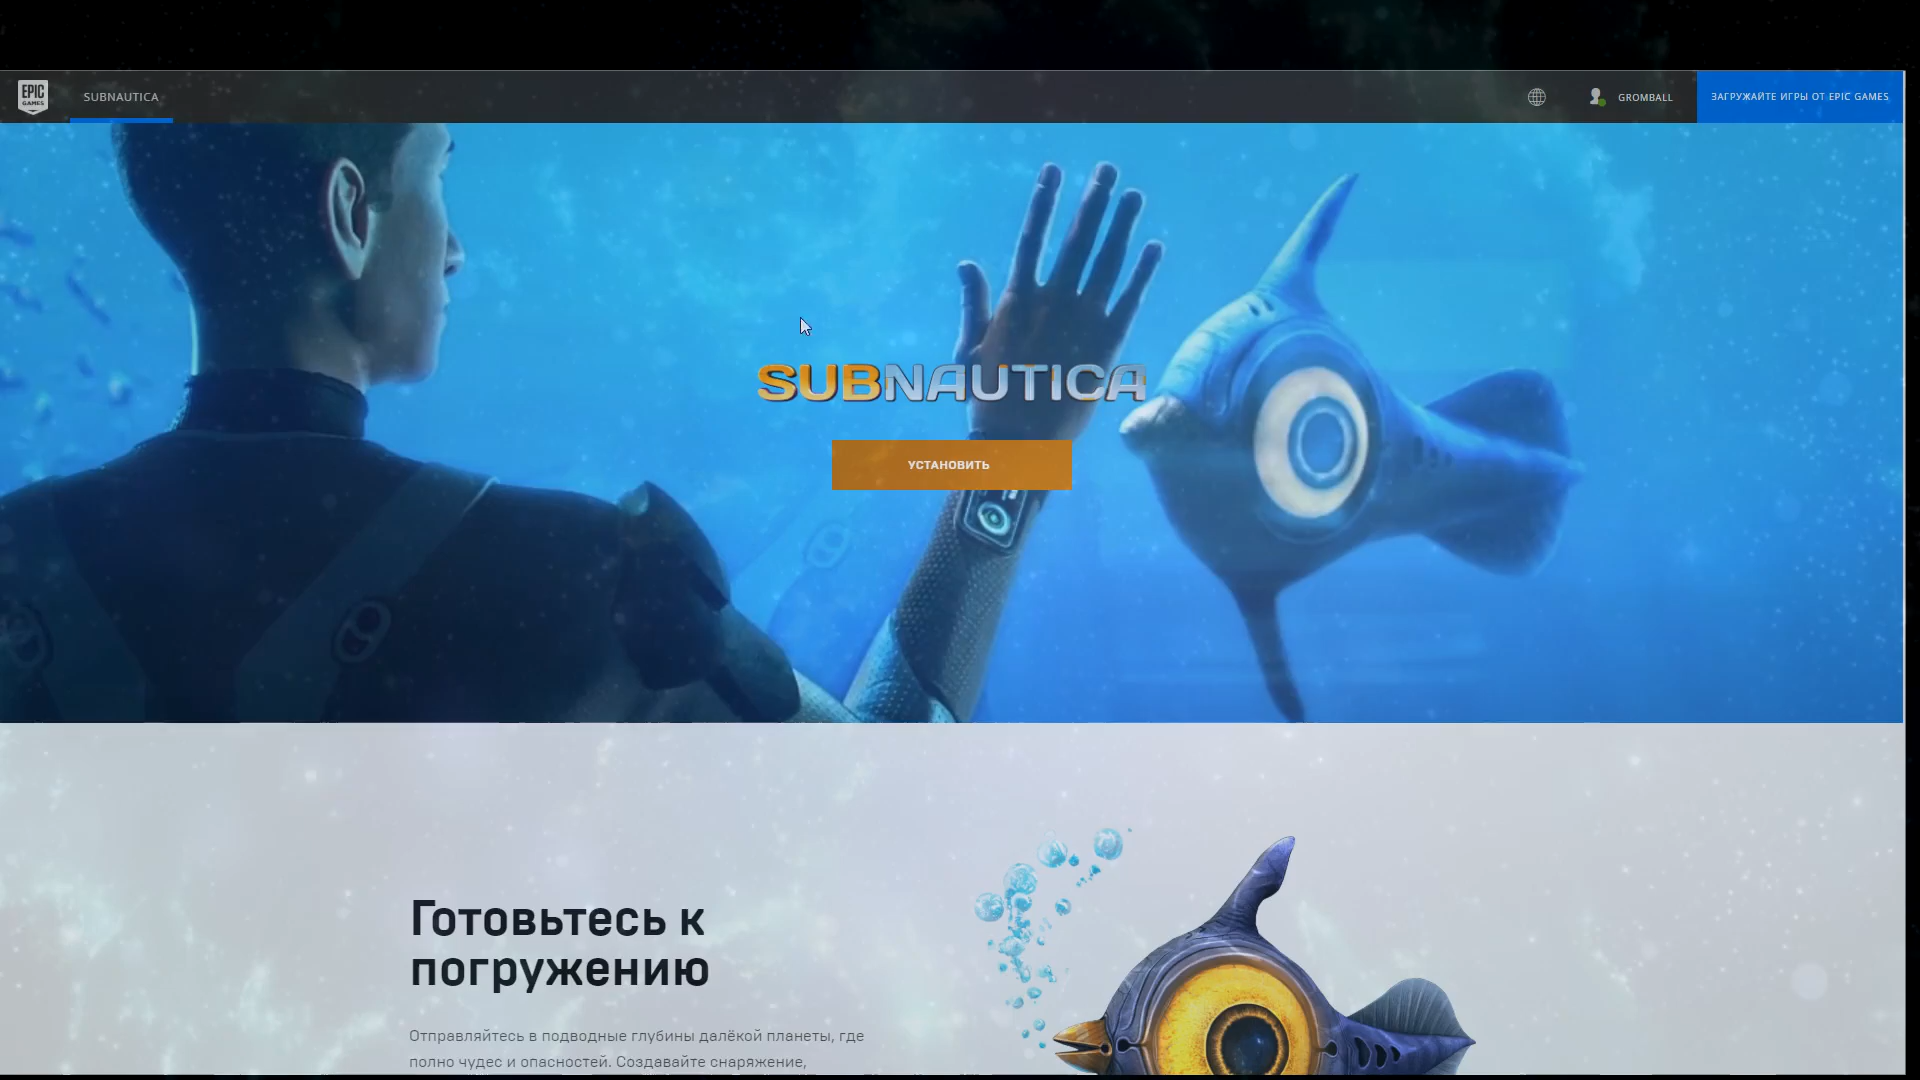 EPIC
GAMES
SUBNAUTICA
GROMBALL
ЗАГРУЖАЙТЕ ИГРЫ ОТ EPIC GAMES
SUBNAUTICA
УСТАНОВИТЬ
Готовьтесь к
погружению
Отправляйтесь в подводные глубины далёкой планеты, где
полно чудес и опасностей. Создавайте снаряжение,